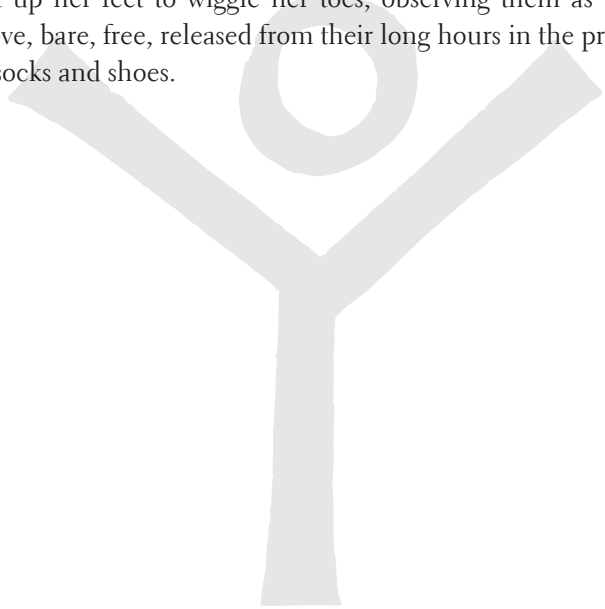 up her feet to wiggle her toes, observing them as
ve, bare, free, released from their long hours in the pr
socks and shoes.